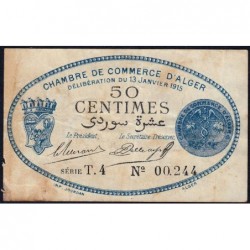 CHAMBRE DE COMMERCE D'ALGER
DÉLIBÉRATION DU 13 JANVIER 1915
50
CENTIMES
عشرة سوردي
Le Président, Le Secrétaire-Trésorier,
SÉRIE T.4 Nº 00.244
ALGER